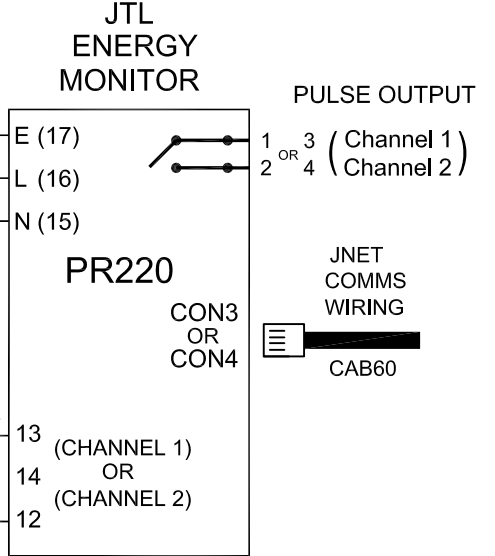 JTL
ENERGY
MONITOR
PULSE OUTPUT
E (17)
1 OR 3 (Channel 1)
2 4 (Channel 2)
L (16)
N (15)
PR220
JNET
COMMS
WIRING
CON3
OR
CON4
CAB60
13
(CHANNEL 1)
14 OR
(CHANNEL 2)
12